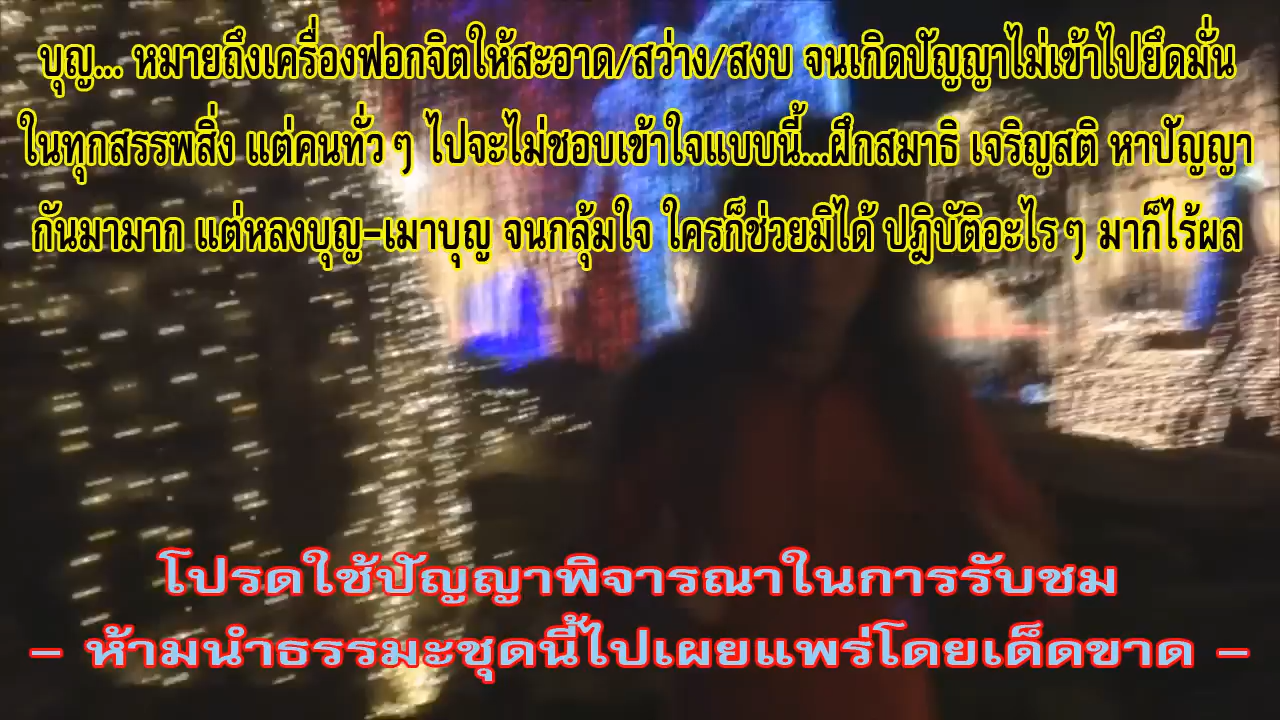 บุญ... หมายถึงเครื่องฟอกจิตให้สะอาด/สว่าง/สงบ จนเกิดปัญญาไม่เข้าไปยึดมั่น
ในทุกสรรพสิ่ง แต่คนทั่วๆ ไปจะไม่ชอบเข้าใจแบบนี้...ฝึกสมาธิ เจริญสติ หาปัญญา
กันมามาก แต่หลงบุญ-เมาบุญ จนกลุ้มใจ ใครก็ช่วยมิได้ ปฎิบัติอะไรๆ มาก็ไร้ผล
โปรดใช้ปัญญาพิจารณาในการรับชม
- ห้ามนำธรรมะชุดนี้ไปเผยแพร่โดยเด็ดขาด -